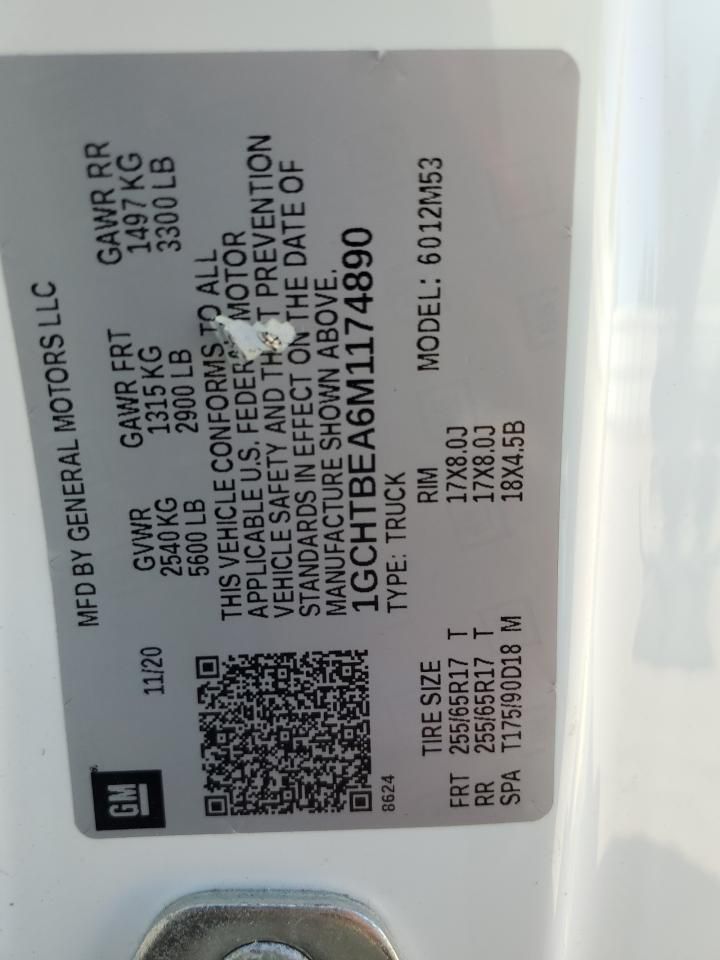 MFD BY GENERAL MOTORS LLC
GM
11/20
GVWR GAWR FRT GAWR RR
2540 KG 1315 KG 1497 KG
5600 LB 2900 LB 3300 LB
THIS VEHICLE CONFORMS TO ALL
APPLICABLE U.S. MOTOR
VEHICLE SAFETY AND PREVENTION
STANDARDS IN EFFECT ON THE DATE OF
MANUFACTURE SHOWN ABOVE.
1GCHTBEA6M1174890
TYPE: TRUCK MODEL: 6012M53
8624
TIRE SIZE RIM
FRT 255/65R17 T 17X8.0J
RR 255/65R17 T 17X8.0J
SPA T175/90D18 M 18X4.5B